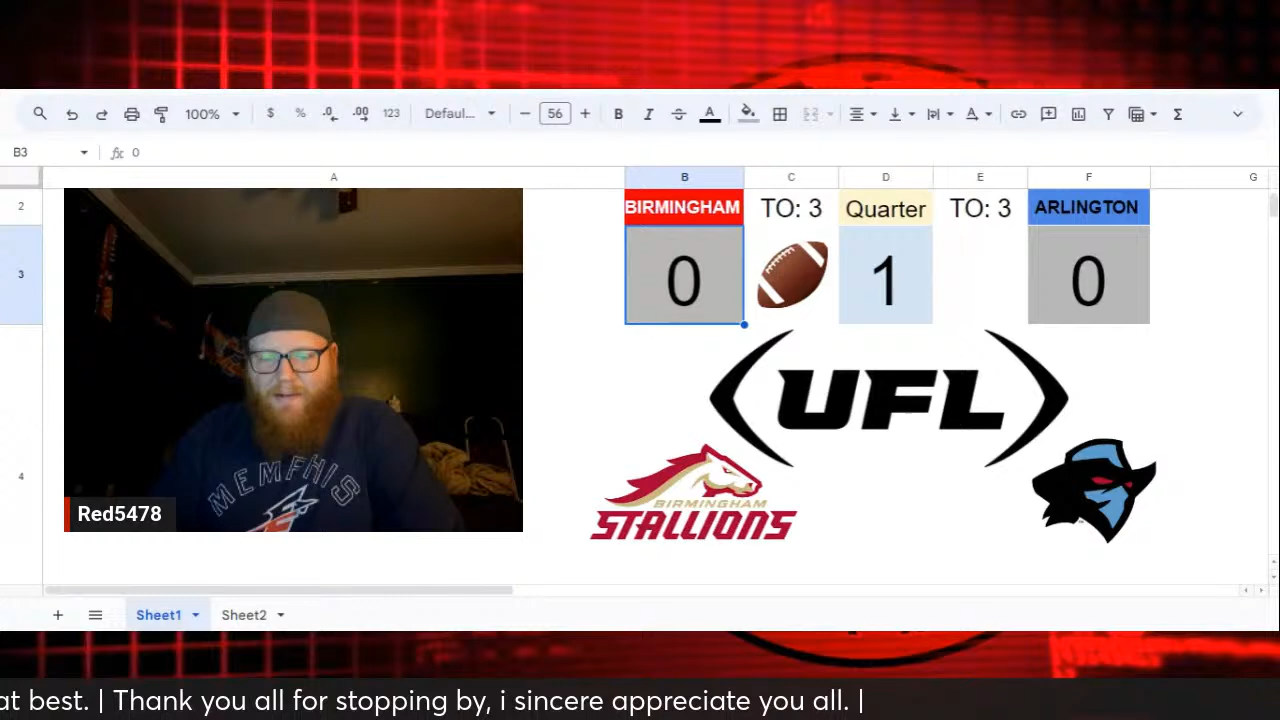 100%
$
%
.0
.00
123
Defaul...
56
B
I
A
Σ
B3
fx 0
A
B
C
D
E
F
G
2
BIRMINGHAM
TO: 3
Quarter
TO: 3
ARLINGTON
3
0
1
0
UFL
4
BIRMINGHAM
STALLIONS
MEMPHIS
Red5478
Sheet1
Sheet2
at best. | Thank you all for stopping by, i sincere appreciate you all. |